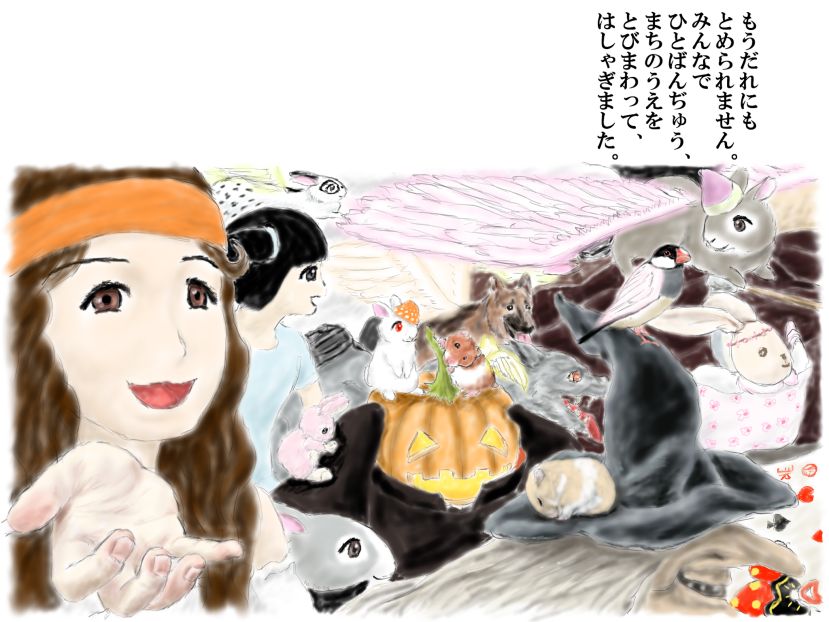 もうだれにも
とめられません。
みんなで
ひとばんぢゅう、
まちのうえを
とびまわって、
はしゃぎました。